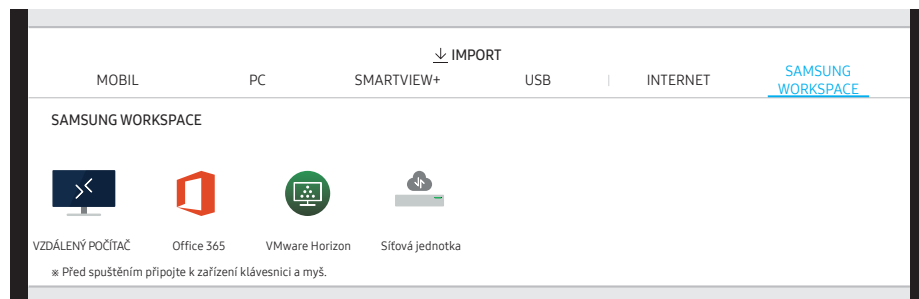 IMPORT
MOBIL PC SMARTVIEW+ USB INTERNET SAMSUNG WORKSPACE
SAMSUNG WORKSPACE
VZDÁLENÝ POČÍTAČ Office 365 VMware Horizon Síťová jednotka
※ Před spuštěním připojte k zařízení klávesnici a myš.